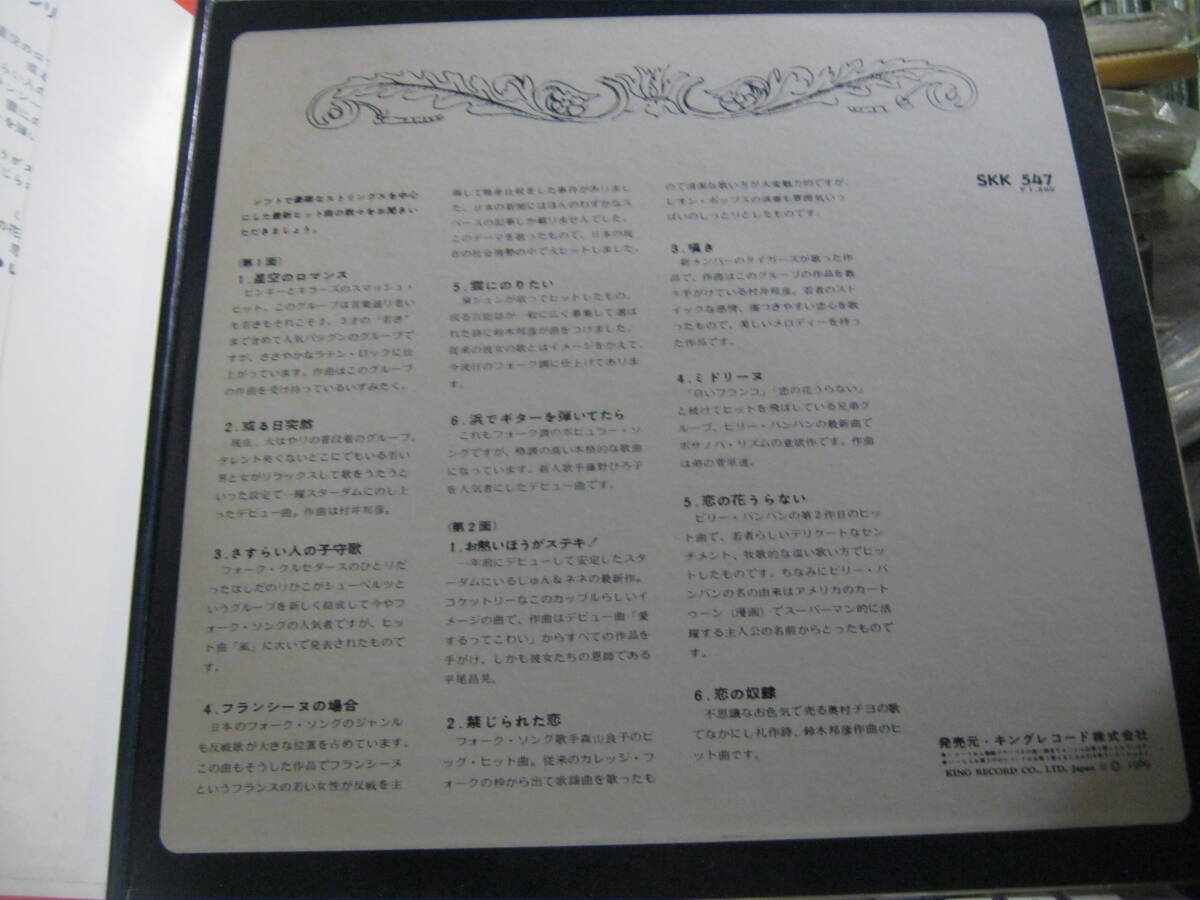 SKK 547
¥1,800
ソフトで豪華なストリングスを中心
にした最新ヒット曲の数々をお聞きい
ただきましょう。
(第1面)
1.星空のロマンス
ピンキーとキラーズのスマッシュ・
ヒット。このグループは言葉通り老い
も若きもそれこそ2、3才の"若き"
まで含めて人気バツグンのグループで
すが、ささやかなラテン・ロックに仕
上がっています。作曲はこのグループ
の作曲を受け持っているいずみたく。
2.或る日突然
現在、大はやりの普段着のグループ。
タレント臭くないどこにでもいる若い
男と女がリラックスして歌をうたうと
いった設定で一躍スターダムにのし上
ったデビュー曲。作曲は村井邦彦。
3.さすらい人の子守歌
フォーク・クルセダースのひとりだ
ったはしだのりひこがシューベルツと
いうグループを新しく結成して今やフ
ォーク・ソングの人気者ですが、ヒッ
ト曲「風」に次いで発表されたもので
す。
4.フランシーヌの場合
日本のフォーク・ソングのジャンル
も反戦歌が大きな位置を占めています。
この曲もそうした作品でフランシーヌ
というフランスの若い女性が反戦を主
張して焼身自殺をした事件がありまし
た。日本の新聞にはほんのわずかなス
ペースの記事しか載りませんでした。
このテーマを歌ったもので、日本の現
在の社会情勢の中で大ヒットしました。
5.雲にのりたい
黛ジュンが歌ってヒットしたもの。
或る芸能誌が一般に広く募集して選ば
れた詩に鈴木邦彦が曲をつけました。
従来の彼女の歌とはイメージをかえて、
今流行のフォーク調に仕上げてありま
す。
6.浜でギターを弾いてたら
これもフォーク調のポピュラー・ソ
ングですが、格調の高い本格的な歌曲
になっています。新人歌手藤野ひろ子
を人気者にしたデビュー曲です。
(第2面)
1.お熱いほうがステキ!
一年前にデビューして安定したスタ
ーダムにいるじゅん&ネネの最新作。
コケットリーなこのカップルらしいイ
メージの曲で、作曲はデビュー曲「愛
するってこわい」からすべての作品を
手がけ、しかも彼女たちの恩師である
平尾昌晃。
2.禁じられた恋
フォーク・ソング歌手森山良子のビ
ッグ・ヒット曲。従来のカレッジ・フ
ォークの枠から出て歌謡曲を歌ったも
ので清潔な歌い方が大変魅力的ですが、
レオン・ポップスの演奏も雰囲気いっ
ぱいのしっとりとしたものです。
3.嘆き
新メンバーのタイガースが歌った作
品で、作曲はこのグループの作品を数
々手がけている村井邦彦。若者のスト
イックな感情、傷つきやすい恋心を歌
ったもので、美しいメロディーを持っ
た作品です。
4.ミドリーヌ
「白いブランコ」「恋の花うらない」
と続けてヒットを飛ばしている兄弟グ
ループ、ビリー・バンバンの最新曲で
ボサノバ・リズムの意欲作です。作曲
は弟の菅原進。
5.恋の花うらない
ビリー・バンバンの第2作目のヒッ
ト曲で、若者らしいデリケートなセン
チメント、牧歌的な温い歌い方でヒッ
トしたものです。ちなみにビリー・バ
ンバンの名の由来はアメリカのカート
ゥーン(漫画)でスーパーマン的に活
躍する主人公の名前からとったもので
す。
6.恋の奴隷
不思議なお色気で売る奥村チヨの歌
でなかにし礼作詩、鈴木邦彦作曲のヒ
ット曲です。
発売元・キングレコード株式会社
KING RECORD CO., LTD. Japan Ⓟ © 1969